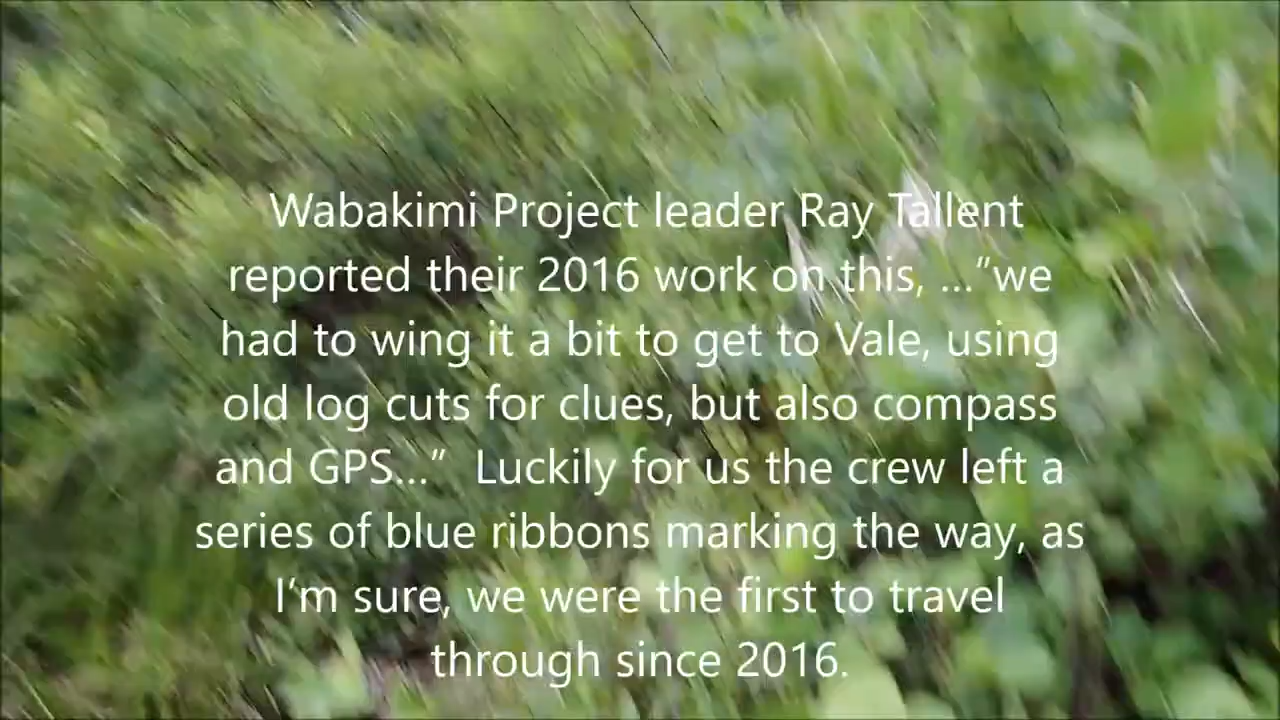 Wabakimi Project leader Ray Tallent
reported their 2016 work on this, ..."we
had to wing it a bit to get to Vale, using
old log cuts for clues, but also compass
and GPS..."  Luckily for us the crew left a
series of blue ribbons marking the way, as
I'm sure, we were the first to travel
through since 2016.